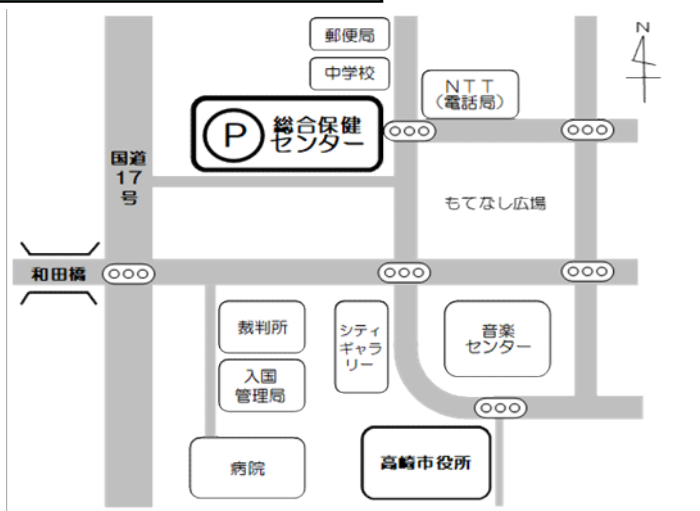 郵便局
中学校
N
NTT
(電話局)
P
総合保健
センター
国道
17
号
もてなし広場
和田橋
裁判所
シティ
ギャラ
リー
音楽
センター
入国
管理局
高崎市役所
病院